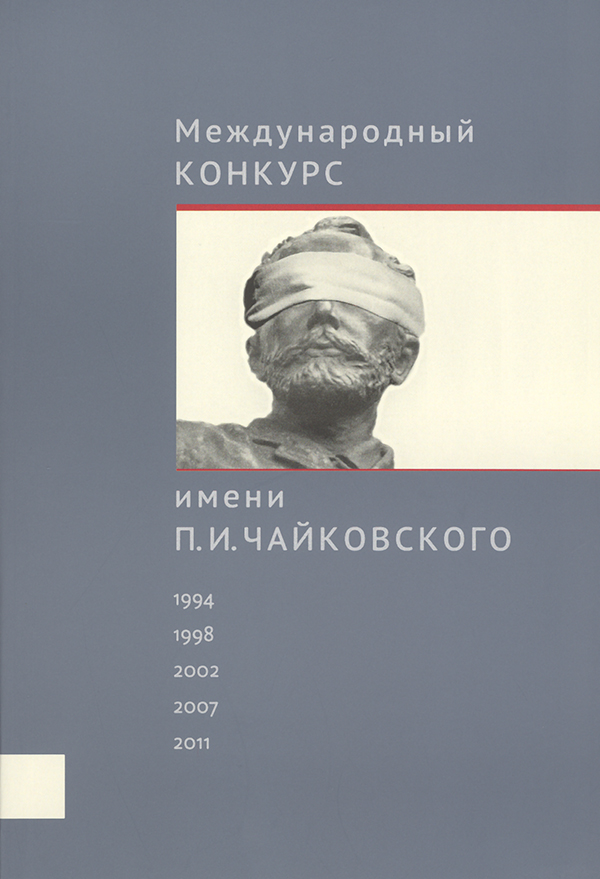 Международный
КОНКУРС
имени
П.И.ЧАЙКОВСКОГО
1994
1998
2002
2007
2011